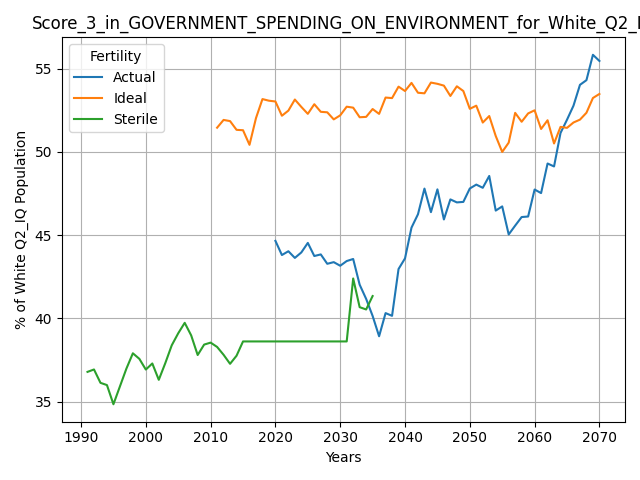 Score_3_in_GOVERNMENT_SPENDING_ON_ENVIRONMENT_for_White_Q2_I
Fertility
Actual
Ideal
Sterile
% of White Q2_IQ Population
55
50
45
40
35
1990 2000 2010 2020 2030 2040 2050 2060 2070
Years